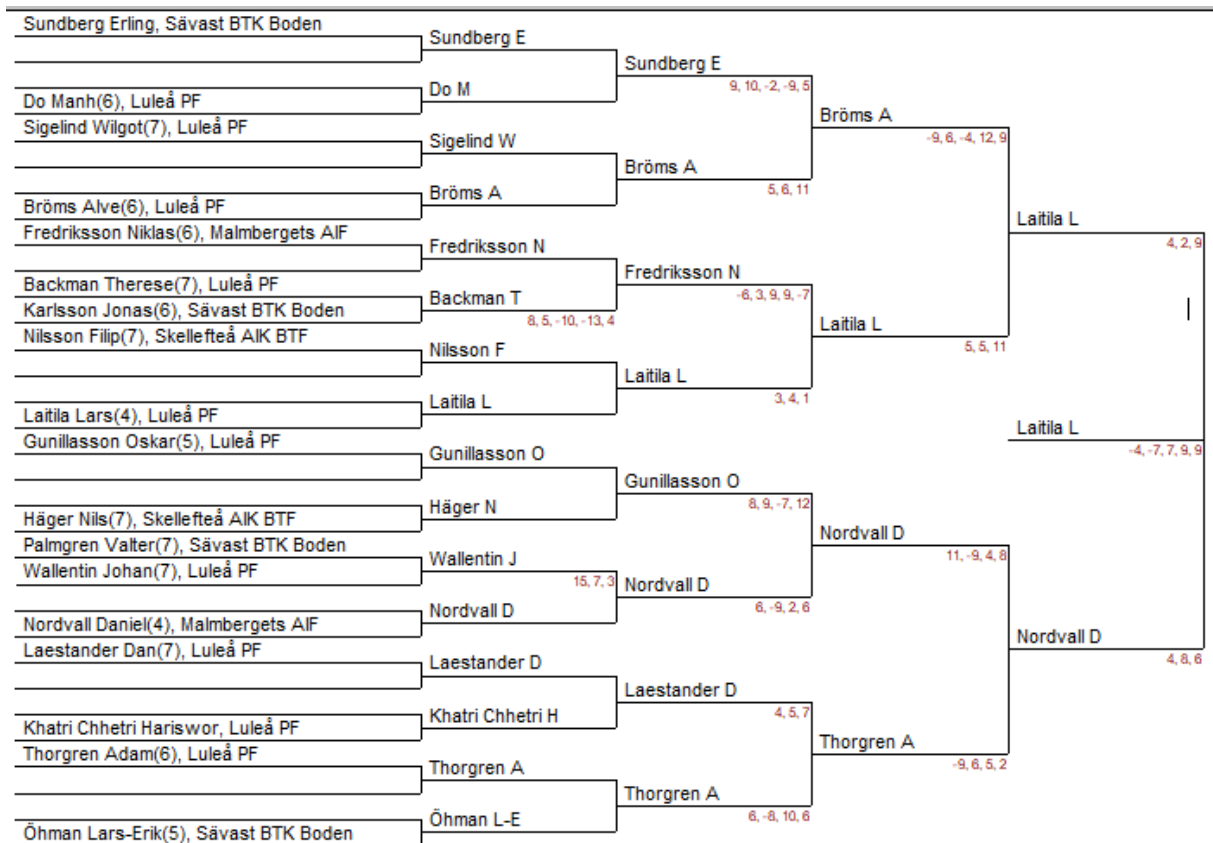 Sundberg Erling, Sävast BTK Boden
Sundberg E
Sundberg E
9, 10, -2, -9, 5
Do M
Do Manh(6), Luleå PF
Bröms A
-9, 6, -4, 12, 9
Sigelind Wilgot(7), Luleå PF
Sigelind W
Bröms A
5, 6, 11
Bröms A
Bröms Alve(6), Luleå PF
Laitila L
4, 2, 9
Fredriksson Niklas(6), Malmbergets AIF
Fredriksson N
Fredriksson N
-6, 3, 9, 9, -7
Backman Therese(7), Luleå PF
Backman T
8, 5, -10, -13, 4
Karlsson Jonas(6), Sävast BTK Boden
Laitila L
5, 5, 11
Nilsson Filip(7), Skellefteå AIK BTF
Nilsson F
Laitila L
3, 4, 1
Laitila L
Laitila Lars(4), Luleå PF
Laitila L
-4, -7, 7, 9, 9
Gunillasson Oskar(5), Luleå PF
Gunillasson O
Gunillasson O
8, 9, -7, 12
Häger N
Häger Nils(7), Skellefteå AIK BTF
Nordvall D
11, -9, 4, 8
Palmgren Valter(7), Sävast BTK Boden
Wallentin J
15, 7, 3
Wallentin Johan(7), Luleå PF
Nordvall D
6, -9, 2, 6
Nordvall D
Nordvall Daniel(4), Malmbergets AIF
Nordvall D
4, 8, 6
Laestander Dan(7), Luleå PF
Laestander D
Laestander D
4, 5, 7
Khatri Chhetri H
Khatri Chhetri Hariswor, Luleå PF
Thorgren A
-9, 6, 5, 2
Thorgren Adam(6), Luleå PF
Thorgren A
Thorgren A
6, -8, 10, 6
Öhman L-E
Öhman Lars-Erik(5), Sävast BTK Boden